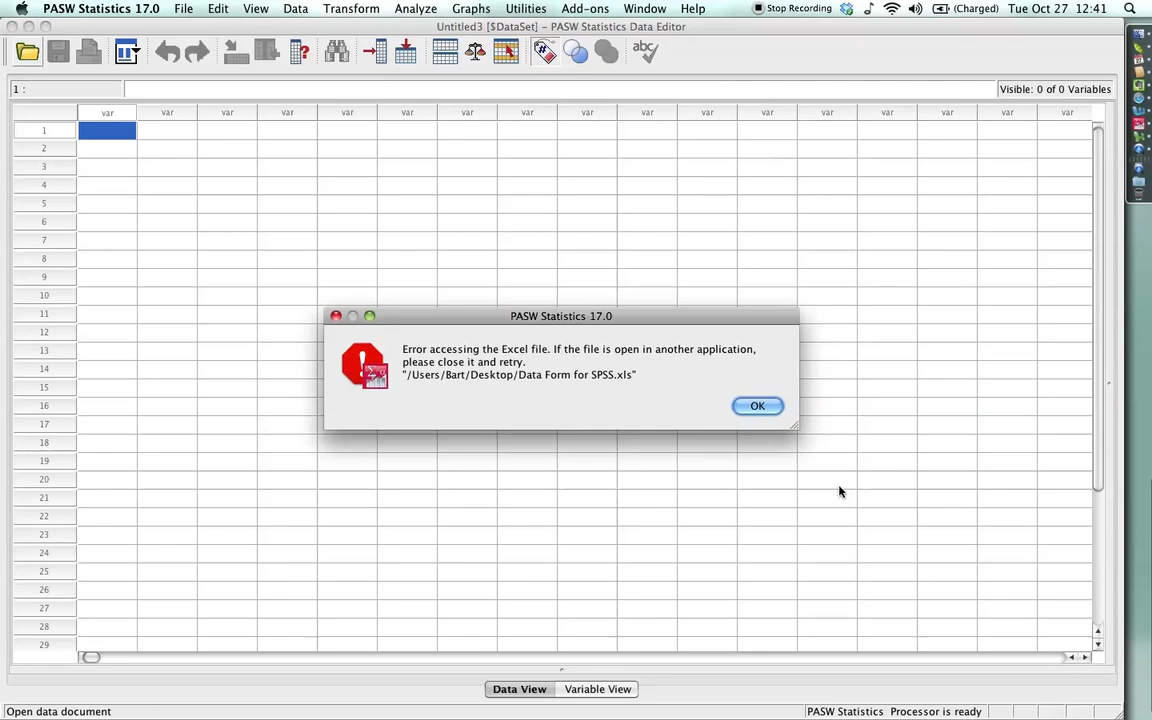 PASW Statistics 17.0 File Edit View Data Transform Analyze Graphs Utilities Add-ons Window Help Stop Recording (Charged) Tue Oct 27 12:41
Untitled3 [$DataSet] – PASW Statistics Data Editor
abc
1 : Visible: 0 of 0 Variables
var var var var var var var var var var var var var var var var var
1
2
3
4
5
6
7
8
9
10
11
12
13
14
15
16
17
18
19
20
21
22
23
24
25
26
27
28
29
PASW Statistics 17.0
Error accessing the Excel file. If the file is open in another application,
please close it and retry.
"/Users/Bart/Desktop/Data Form for SPSS.xls"
OK
Data View Variable View
Open data document PASW Statistics Processor is ready